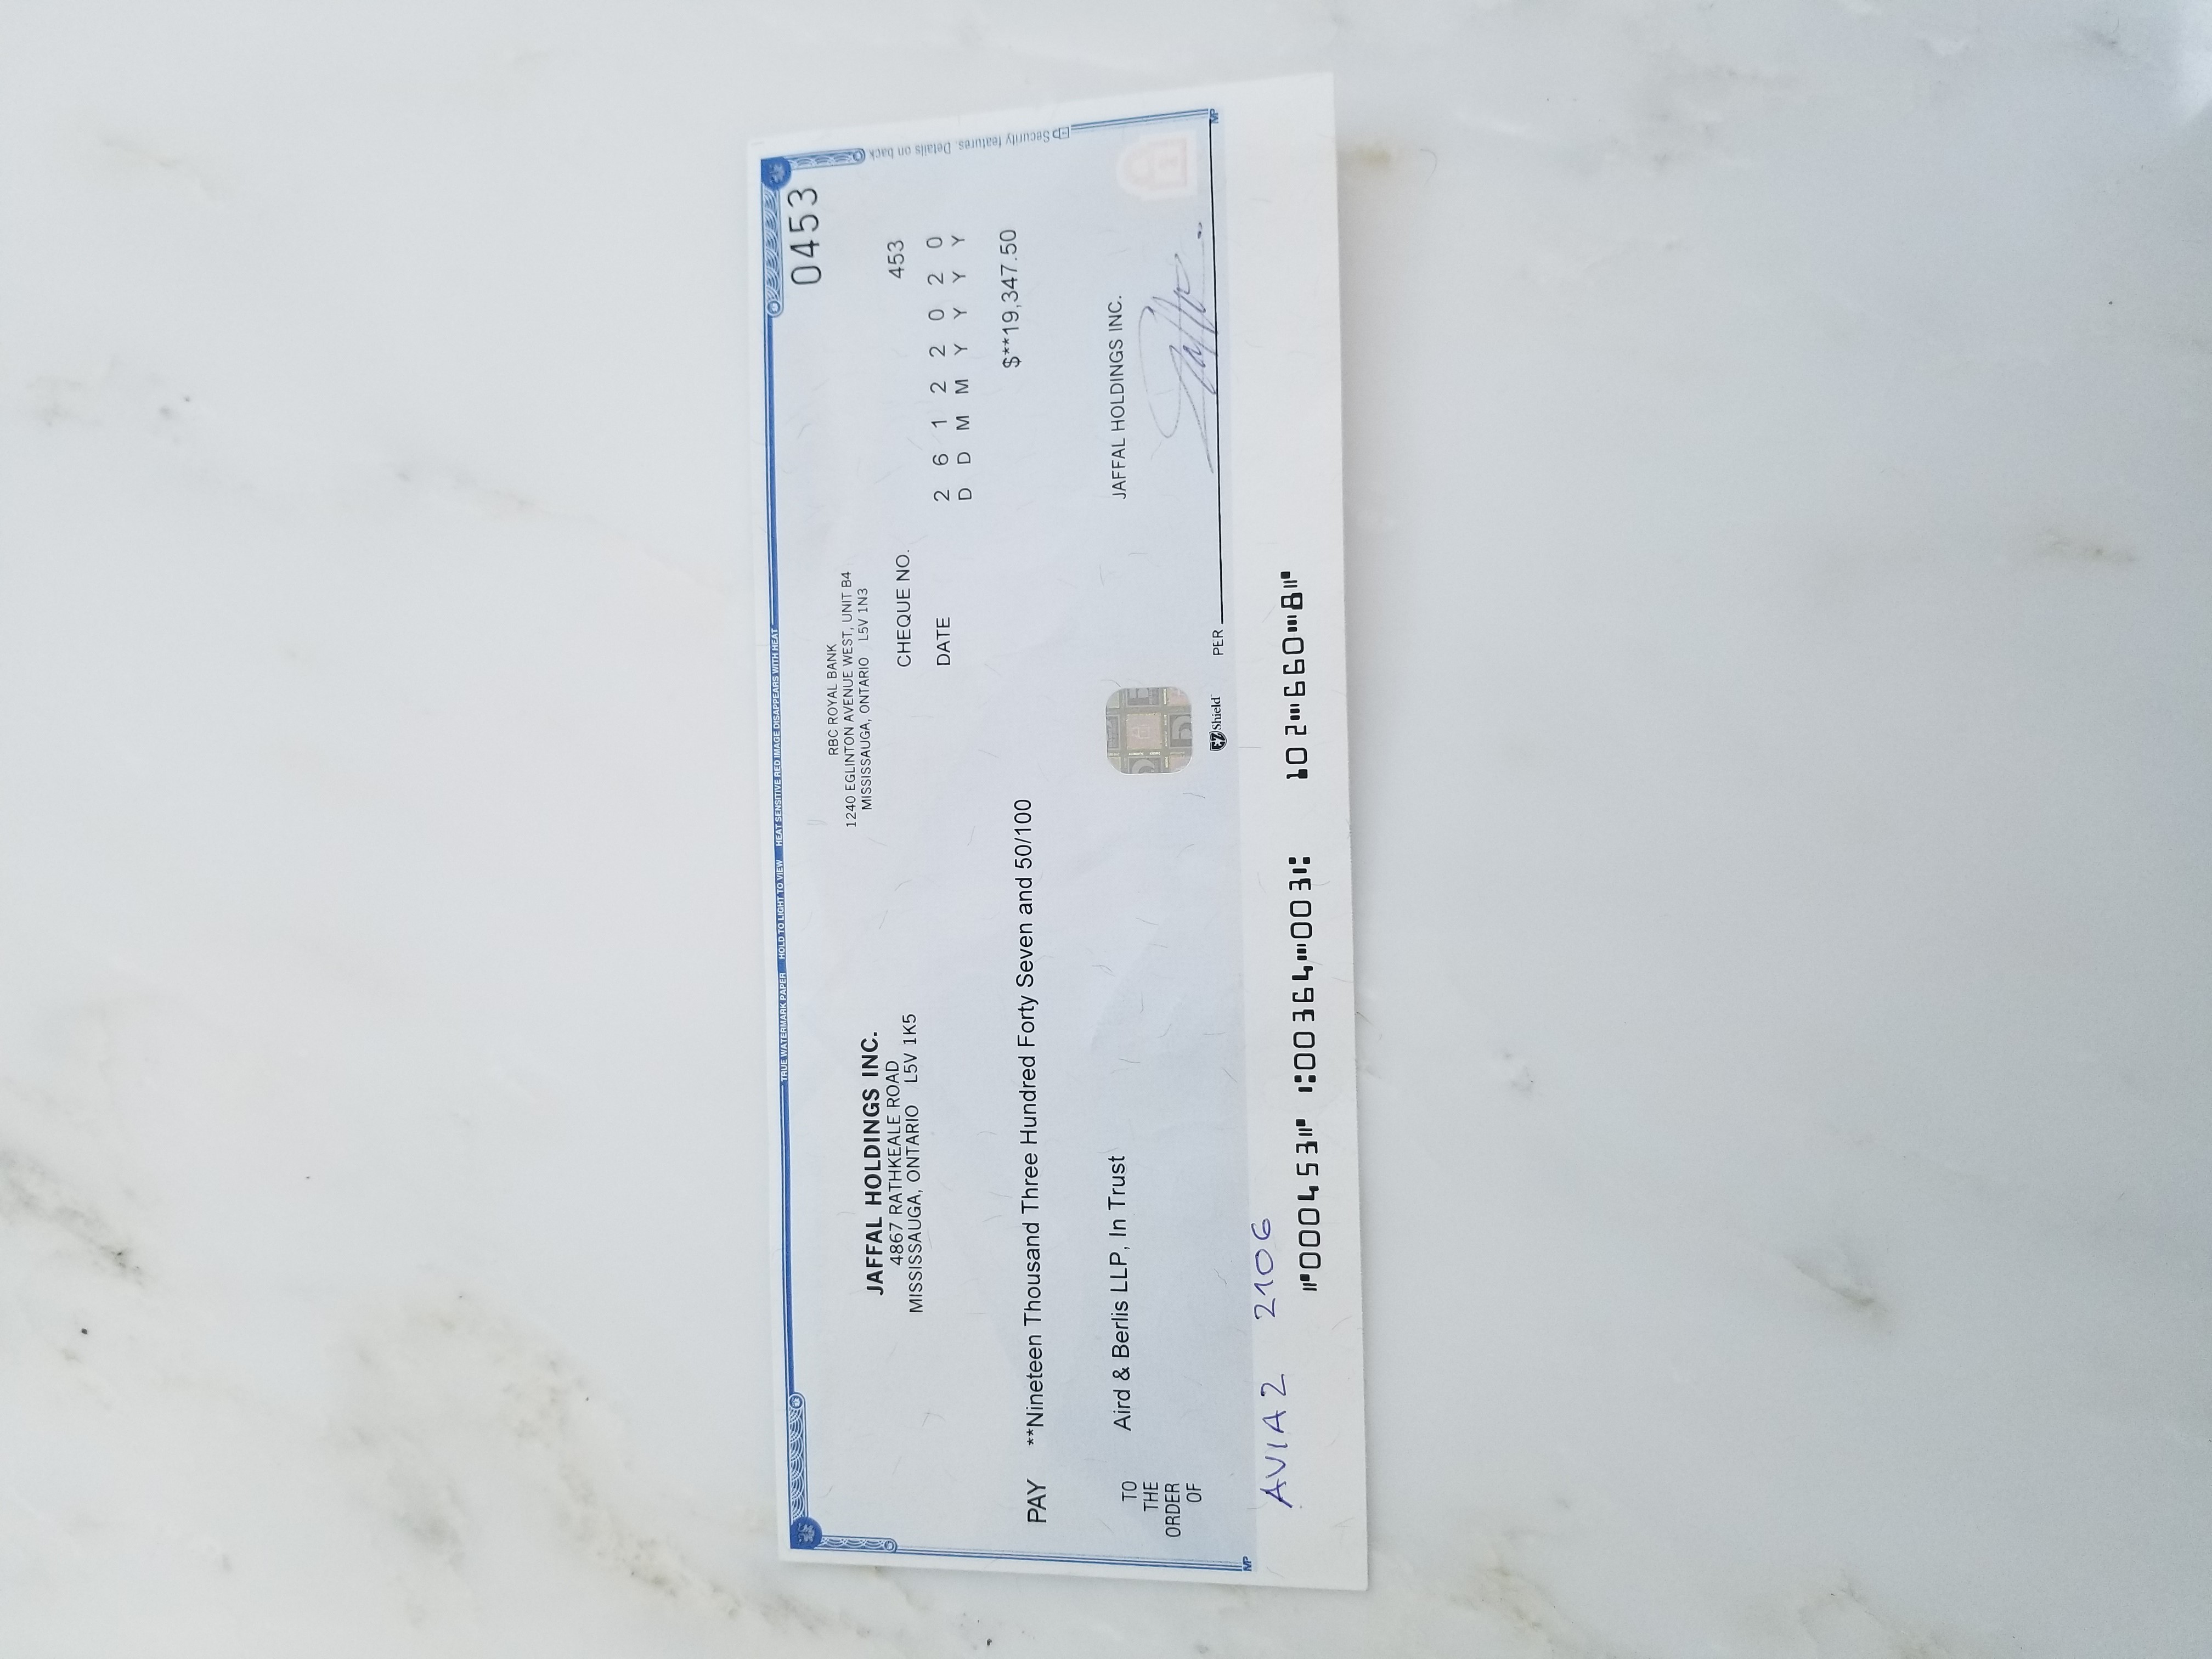 TRUE WATERMARK PAPER HOLD TO LIGHT TO VIEW HEAT SENSITIVE RED IMAGE DISAPPEARS WITH HEAT
0453
JAFFAL HOLDINGS INC.
4867 RATHKEALE ROAD
MISSISSAUGA, ONTARIO L5V 1K5
RBC ROYAL BANK
1240 EGLINTON AVENUE WEST, UNIT B4
MISSISSAUGA, ONTARIO L5V 1N3
CHEQUE NO. 453
DATE 2 6 1 2 2 0 2 0
D D M M Y Y Y Y
PAY **Nineteen Thousand Three Hundred Forty Seven and 50/100 $**19,347.50
TO
THE
ORDER
OF
Aird & Berlis LLP, In Trust
JAFFAL HOLDINGS INC.
EZShield
PER
MP
MP
Security features. Details on back
AVIA 2 2106
⑈000453⑈ ⑆00364⑉003⑆ 102⑉660⑉8⑈